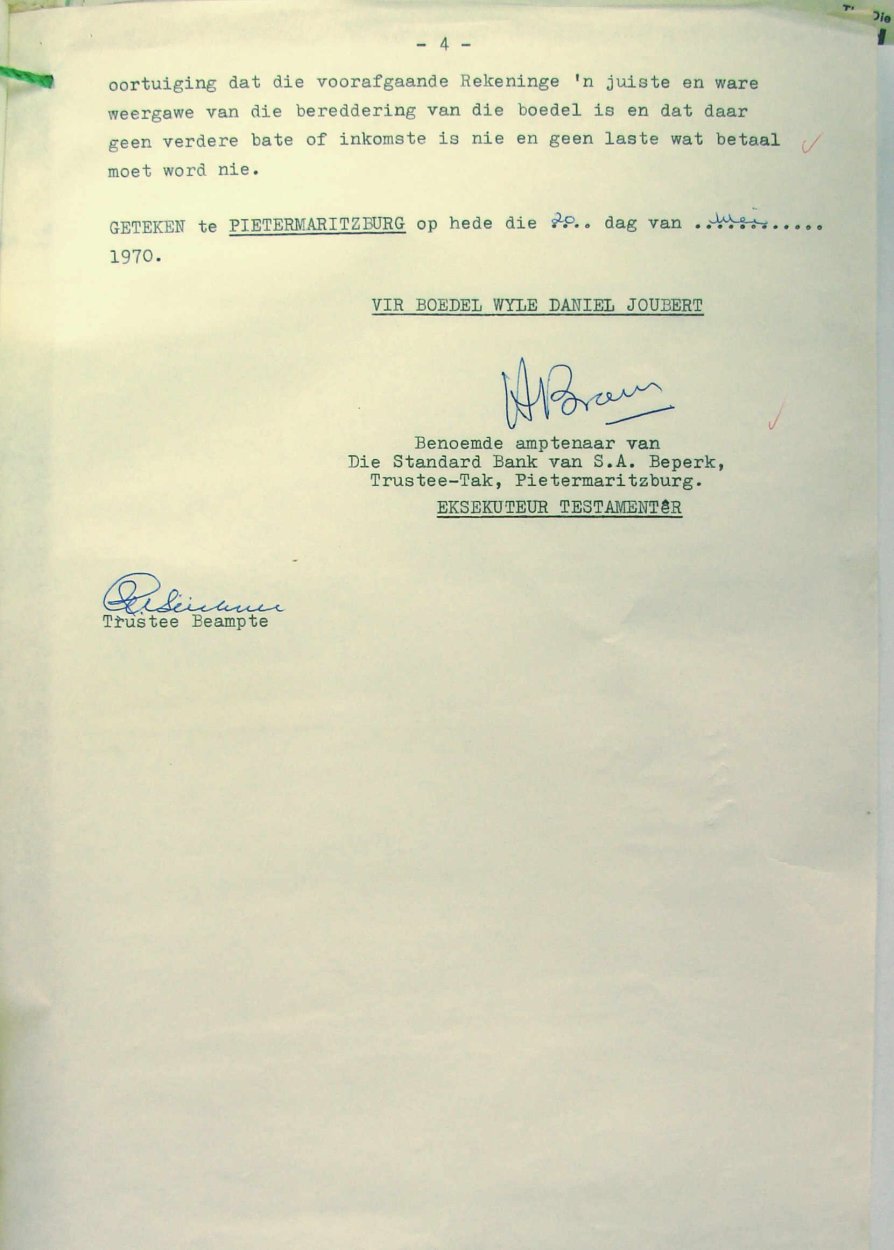 - 4 -
oortuiging dat die voorafgaande Rekeninge 'n juiste en ware
weergawe van die bereddering van die boedel is en dat daar
geen verdere bate of inkomste is nie en geen laste wat betaal
moet word nie.
GETEKEN te PIETERMARITZBURG op hede die 20.. dag van ..Mei.....
1970.
VIR BOEDEL WYLE DANIEL JOUBERT
Benoemde amptenaar van
Die Standard Bank van S.A. Beperk,
Trustee-Tak, Pietermaritzburg.
EKSEKUTEUR TESTAMENTêR
Trustee Beampte